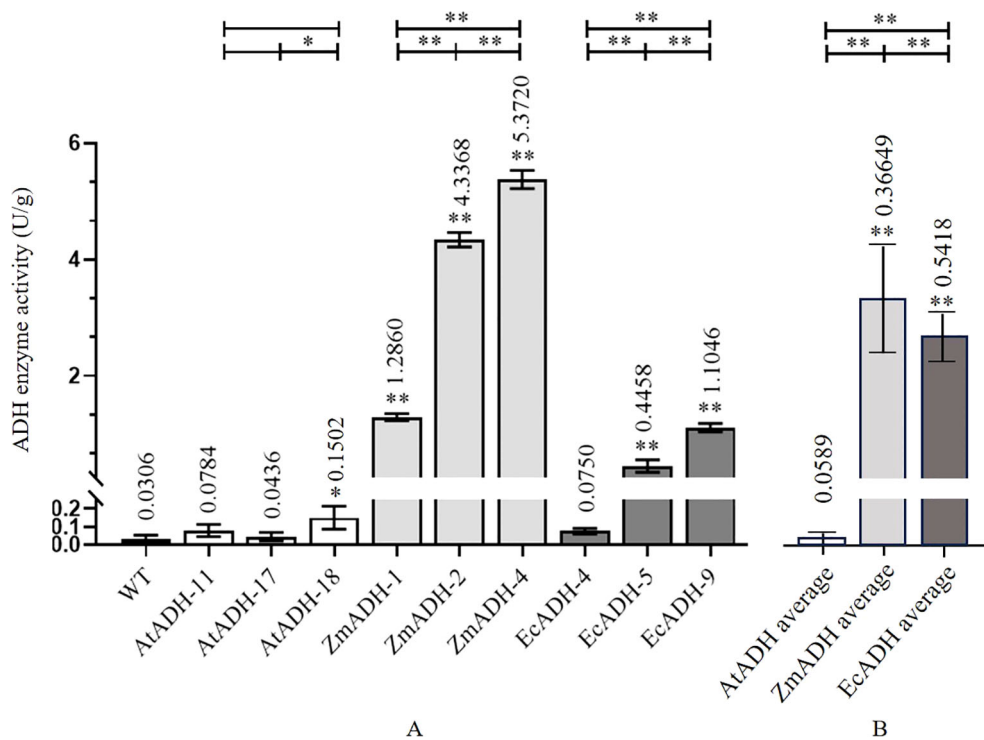 ** ** **
* ** ** ** ** ** **
ADH enzyme activity (U/g)
6
4
2
0.2
0.1
0.0
0.0306
0.0784
0.0436
* 0.1502
** 1.2860
** 4.3368
** 5.3720
0.0750
** 0.4458
** 1.1046
0.0589
** 0.36649
** 0.5418
WT
AtADH-11
AtADH-17
AtADH-18
ZmADH-1
ZmADH-2
ZmADH-4
EcADH-4
EcADH-5
EcADH-9
AtADH average
ZmADH average
EcADH average
A
B